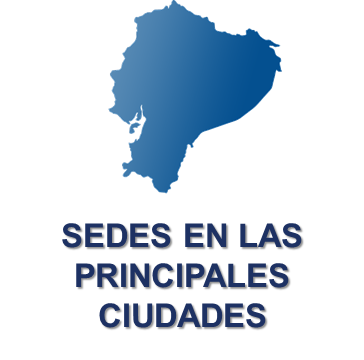 SEDES EN LAS
PRINCIPALES
CIUDADES